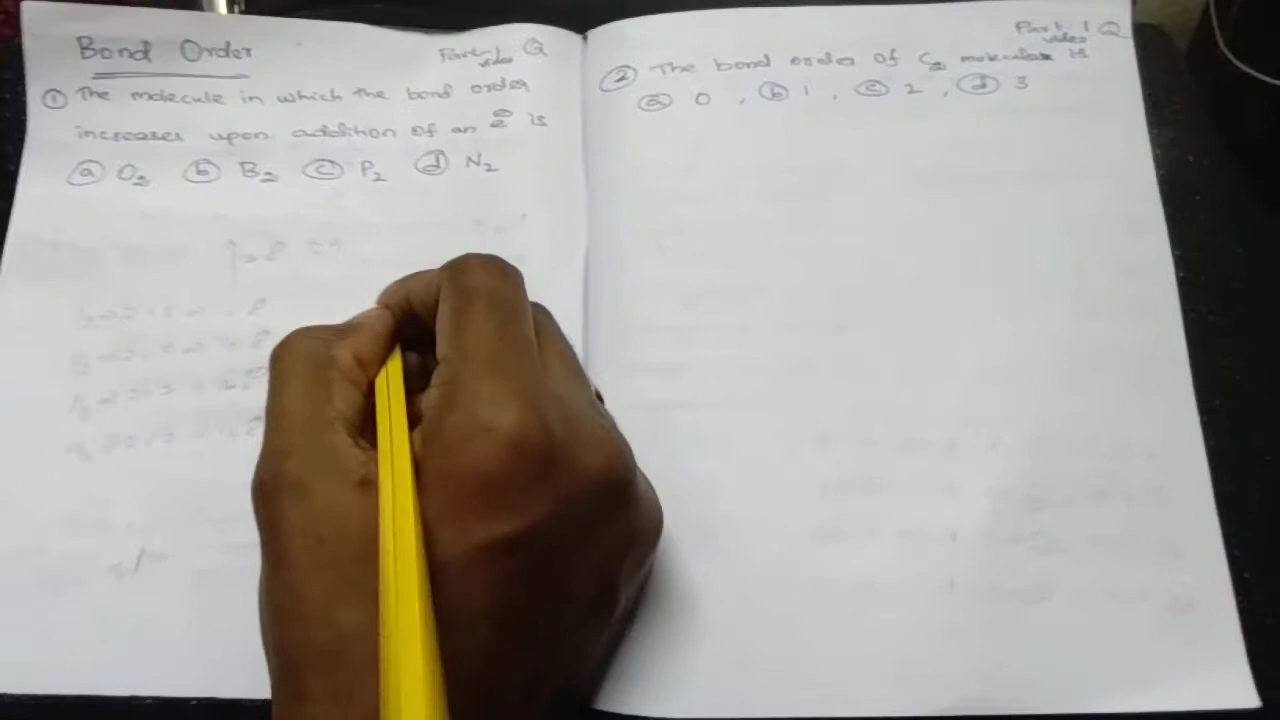 Bond Order
Part-1 Q
video
① The molecule in which the bond order
increases upon addition of an e⊖ is
ⓐ O₂ ⓑ B₂ ⓒ P₂ ⓓ N₂
Part-1 Q
video
② The bond order of C₂ molecule is
ⓐ 0 , ⓑ 1 , ⓒ 2 , ⓓ 3